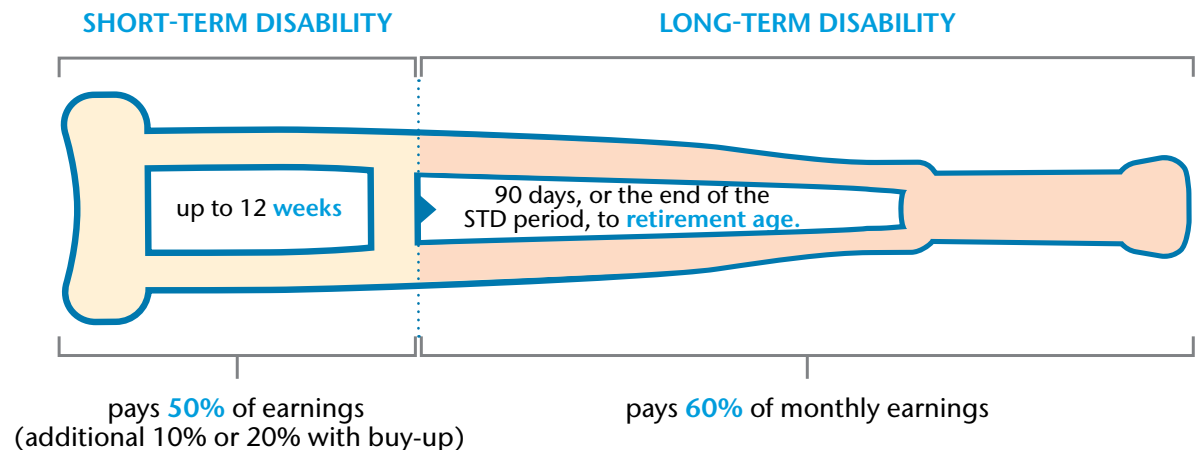 SHORT-TERM DISABILITY
LONG-TERM DISABILITY
up to 12 weeks
90 days, or the end of the
STD period, to retirement age.
pays 50% of earnings
(additional 10% or 20% with buy-up)
pays 60% of monthly earnings